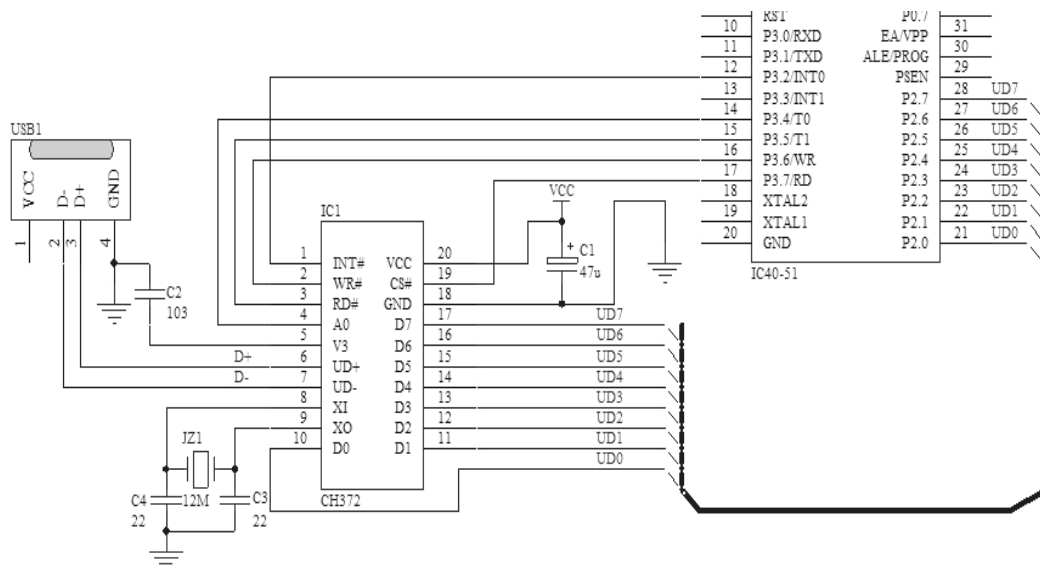 RST P0.7
10 P3.0/RXD EA/VPP 31
11 P3.1/TXD ALE/PROG 30
12 P3.2/INT0 PSEN 29
13 P3.3/INT1 P2.7 28 UD7
14 P3.4/T0 P2.6 27 UD6
15 P3.5/T1 P2.5 26 UD5
16 P3.6/WR P2.4 25 UD4
17 P3.7/RD P2.3 24 UD3
18 XTAL2 P2.2 23 UD2
19 XTAL1 P2.1 22 UD1
20 GND P2.0 21 UD0
IC40-51
USB1
VCC
D-
D+
GND
1
2
3
4
C2
103
VCC
+
C1
47u
IC1
1 INT# VCC 20
2 WR# CS# 19
3 RD# GND 18
4 A0 D7 17 UD7
5 V3 D6 16 UD6
D+ 6 UD+ D5 15 UD5
D- 7 UD- D4 14 UD4
8 XI D3 13 UD3
9 XO D2 12 UD2
10 D0 D1 11 UD1
UD0
CH372
JZ1
12M
C4
22
C3
22